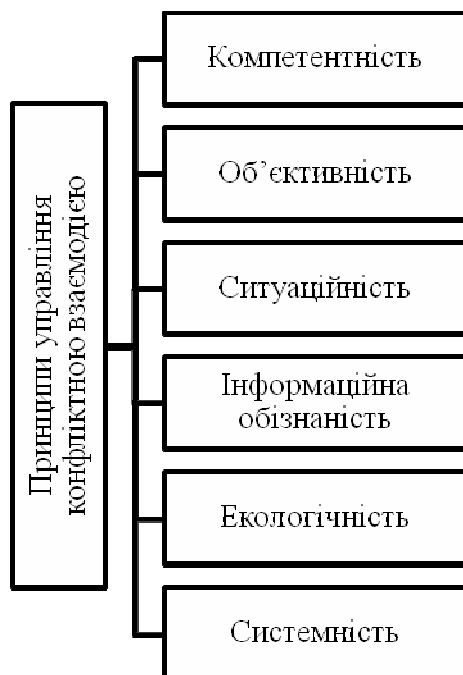 Принципи управління
конфліктною взаємодією
Компетентність
Об’єктивність
Ситуаційність
Інформаційна
обізнаність
Екологічність
Системність